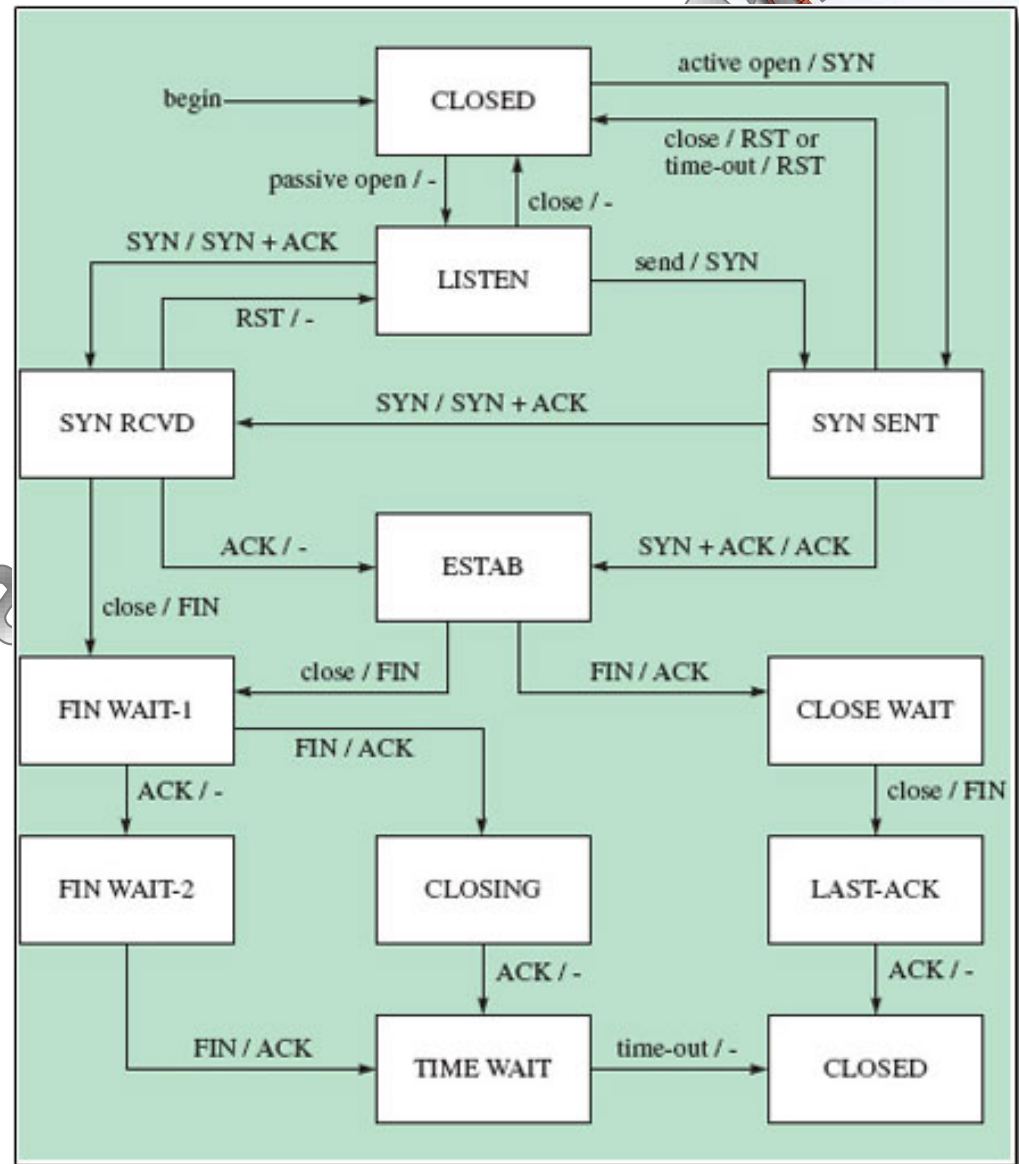 active open / SYN
begin
CLOSED
close / RST or
time-out / RST
passive open / -
close / -
SYN / SYN + ACK
send / SYN
LISTEN
RST / -
SYN RCVD
SYN / SYN + ACK
SYN SENT
ACK / -
ESTAB
SYN + ACK / ACK
close / FIN
close / FIN
FIN / ACK
FIN WAIT-1
CLOSE WAIT
FIN / ACK
ACK / -
close / FIN
FIN WAIT-2
CLOSING
LAST-ACK
ACK / -
ACK / -
FIN / ACK
TIME WAIT
time-out / -
CLOSED